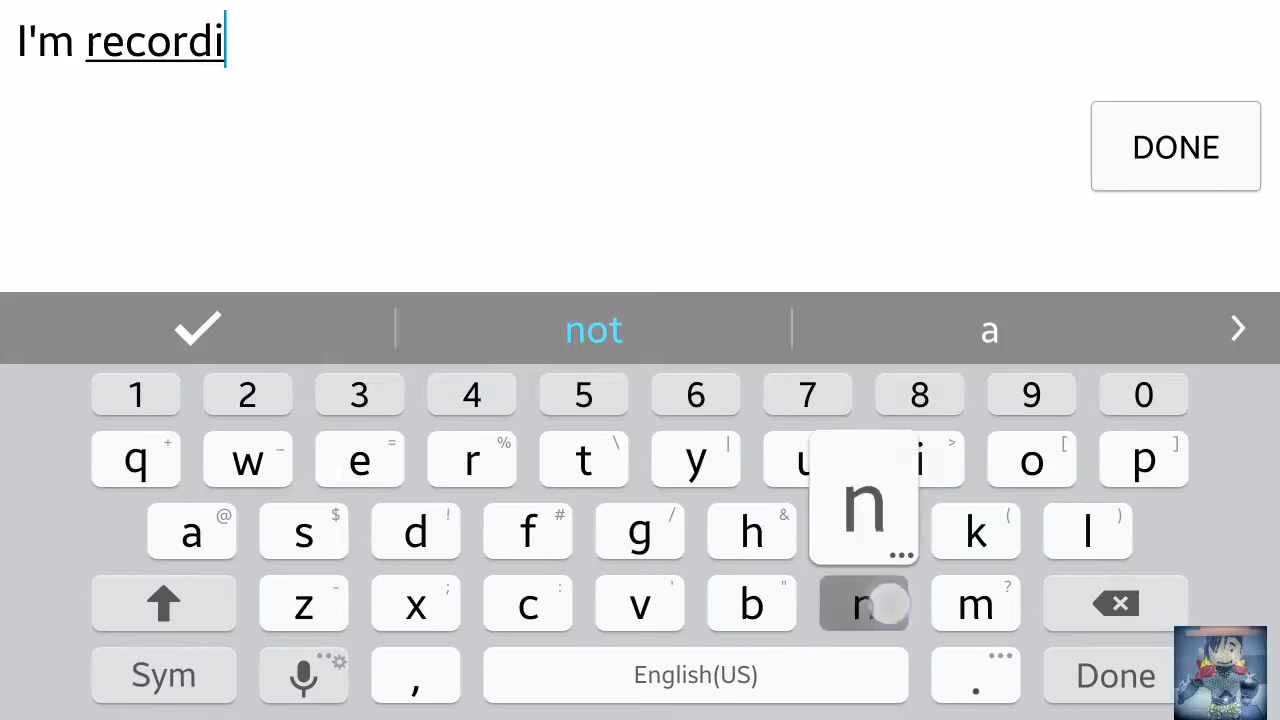 I'm recordi
DONE
not a
1 2 3 4 5 6 7 8 9 0
q + w - e = r % t \ y | u i > o [ p ]
n ...
a @ s $ d ! f # g / h & k ( l )
z - x ; c : v ' b " n m ?
Sym , English(US) . ... Done